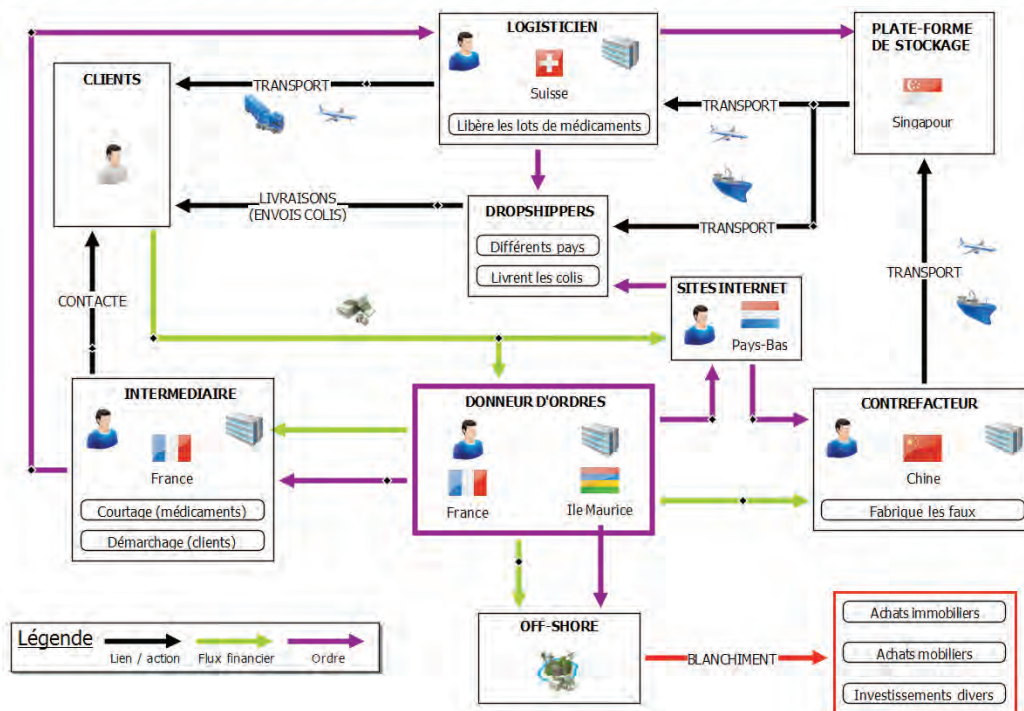 LOGISTICIEN
Suisse
Libère les lots de médicaments
PLATE-FORME
DE STOCKAGE
Singapour
CLIENTS
TRANSPORT
TRANSPORT
LIVRAISONS
(ENVOIS COLIS)
DROPSHIPPERS
Différents pays
Livrent les colis
TRANSPORT
TRANSPORT
CONTACTE
SITES INTERNET
Pays-Bas
INTERMEDIAIRE
France
Courtage (médicaments)
Démarchage (clients)
DONNEUR D'ORDRES
France
Ile Maurice
CONTREFACTEUR
Chine
Fabrique les faux
OFF-SHORE
BLANCHIMENT
Achats immobiliers
Achats mobiliers
Investissements divers
Légende
Lien / action
Flux financier
Ordre